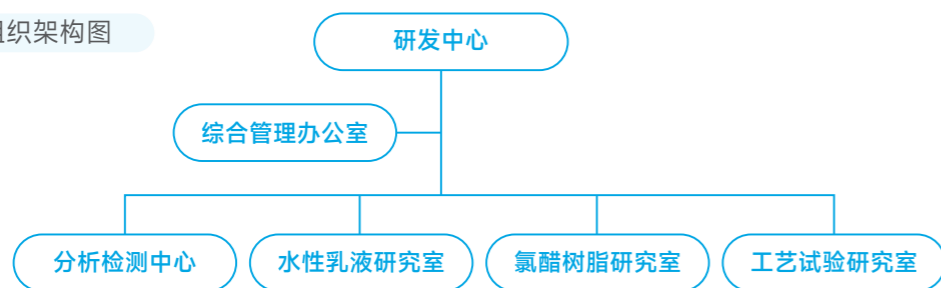 组织架构图
研发中心
综合管理办公室
分析检测中心
水性乳液研究室
氯醋树脂研究室
工艺试验研究室